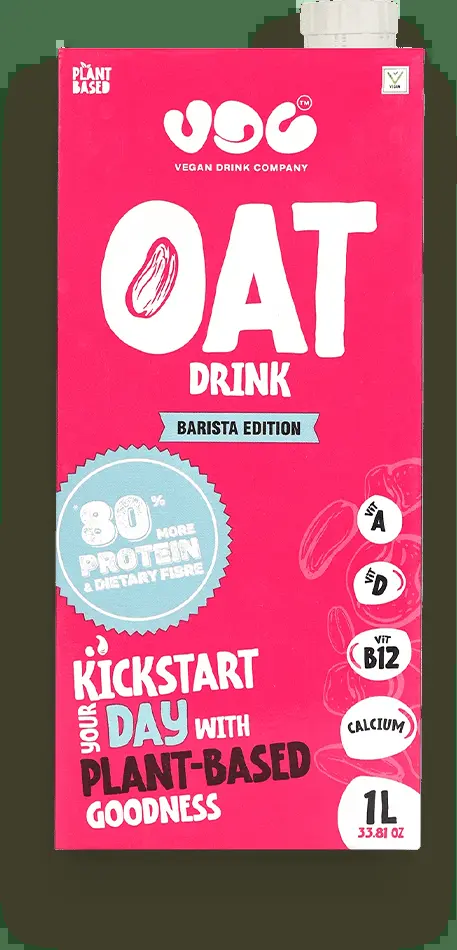 PLANT
BASED
VEGAN
VDC
TM
VEGAN DRINK COMPANY
OAT
DRINK
BARISTA EDITION
*80%
MORE
PROTEIN
& DIETARY FIBRE
VIT
A
VIT
D
VIT
B12
CALCIUM
KICKSTART
YOUR DAY WITH
PLANT-BASED
GOODNESS
1L
33.81 OZ